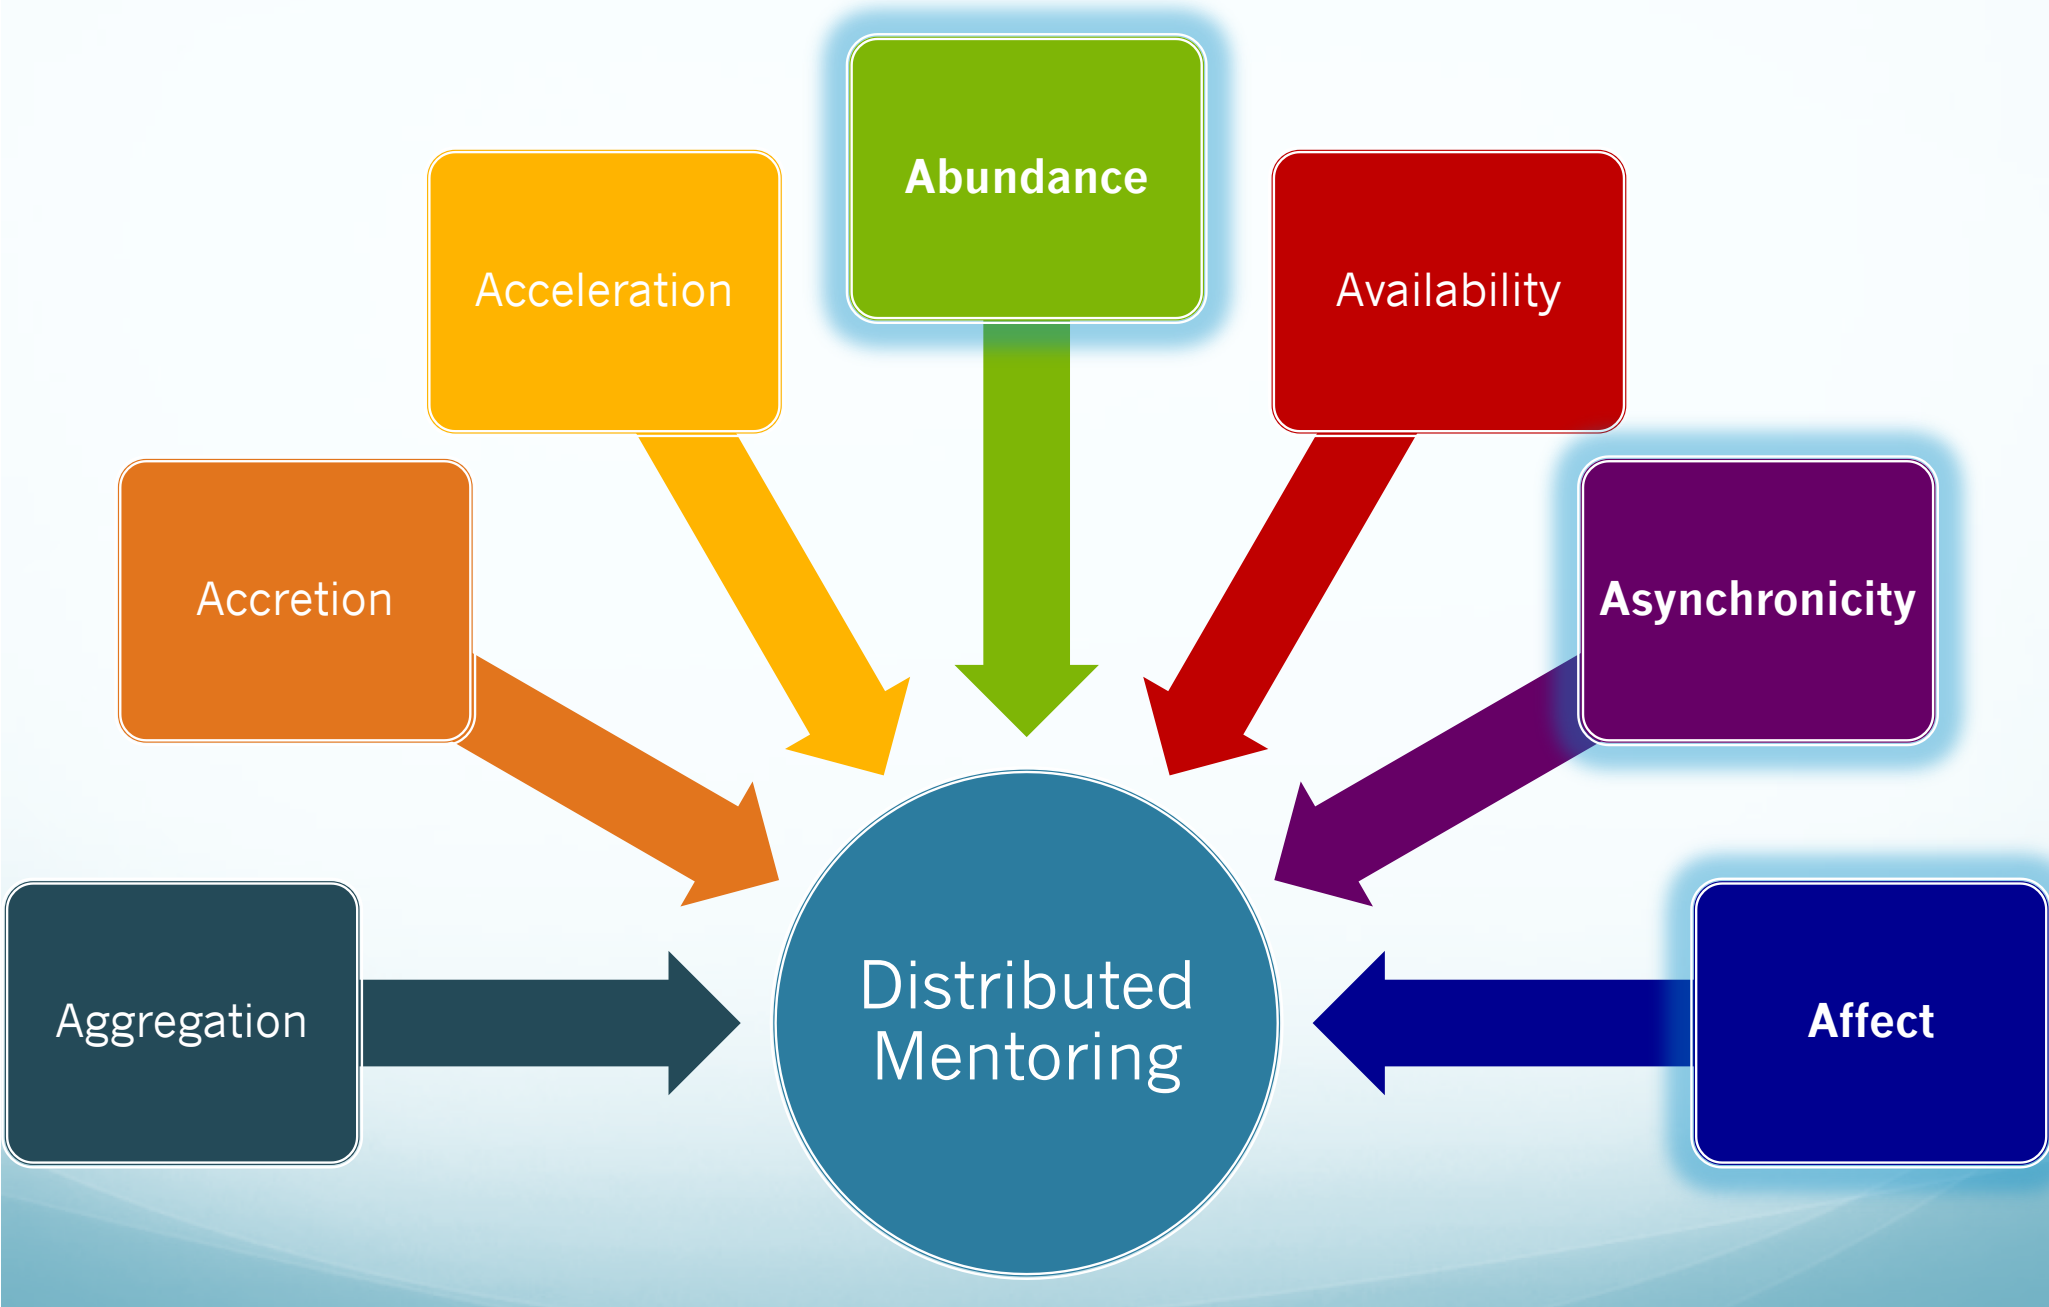 Abundance
Acceleration
Availability
Accretion
Asynchronicity
Aggregation
Distributed
Mentoring
Affect